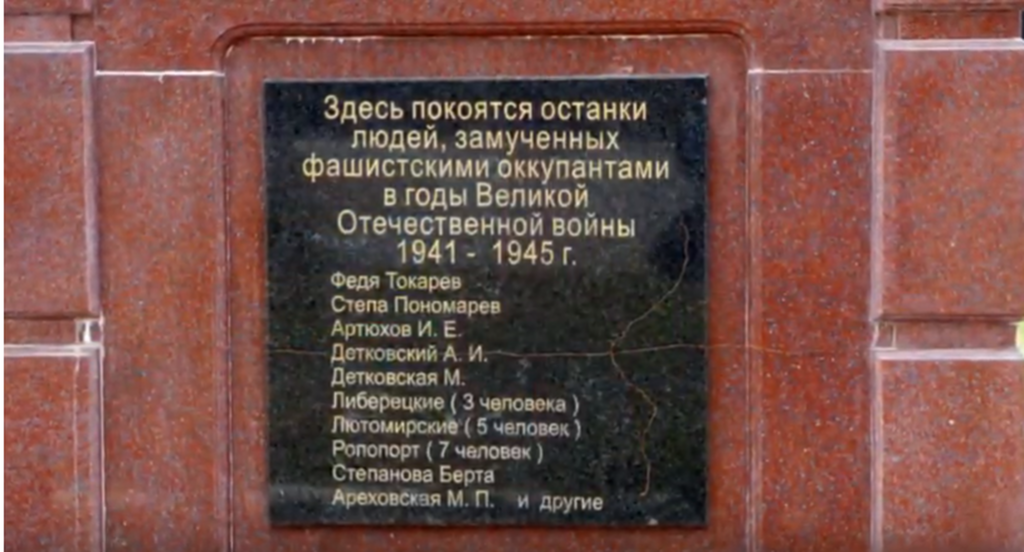 Здесь покоятся останки
людей, замученных
фашистскими оккупантами
в годы Великой
Отечественной войны
1941 - 1945 г.
Федя Токарев
Степа Пономарев
Артюхов И. Е.
Детковский А. И.
Детковская М.
Либерецкие ( 3 человека )
Лютомирские ( 5 человек )
Ропопорт ( 7 человек )
Степанова Берта
Ареховская М. П. и другие